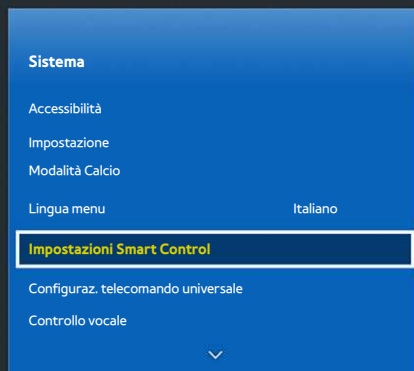 Sistema
Accessibilità
Impostazione
Modalità Calcio
Lingua menu Italiano
Impostazioni Smart Control
Configuraz. telecomando universale
Controllo vocale